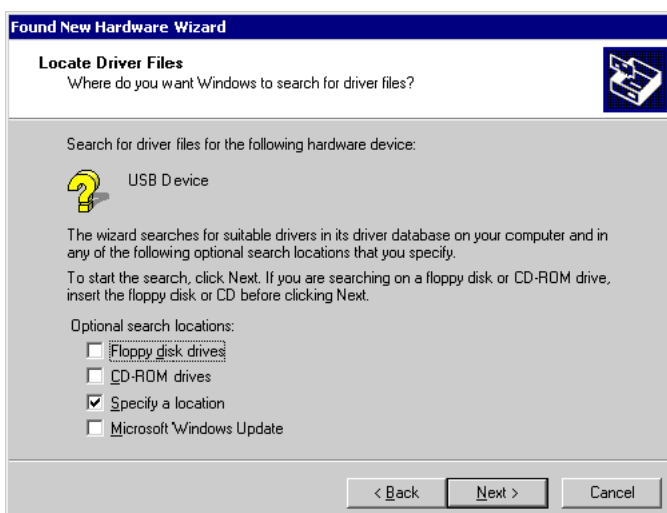 Found New Hardware Wizard
Locate Driver Files
Where do you want Windows to search for driver files?
Search for driver files for the following hardware device:
USB Device
The wizard searches for suitable drivers in its driver database on your computer and in
any of the following optional search locations that you specify.
To start the search, click Next. If you are searching on a floppy disk or CD-ROM drive,
insert the floppy disk or CD before clicking Next.
Optional search locations:
Floppy disk drives
CD-ROM drives
Specify a location
Microsoft Windows Update
< Back Next > Cancel